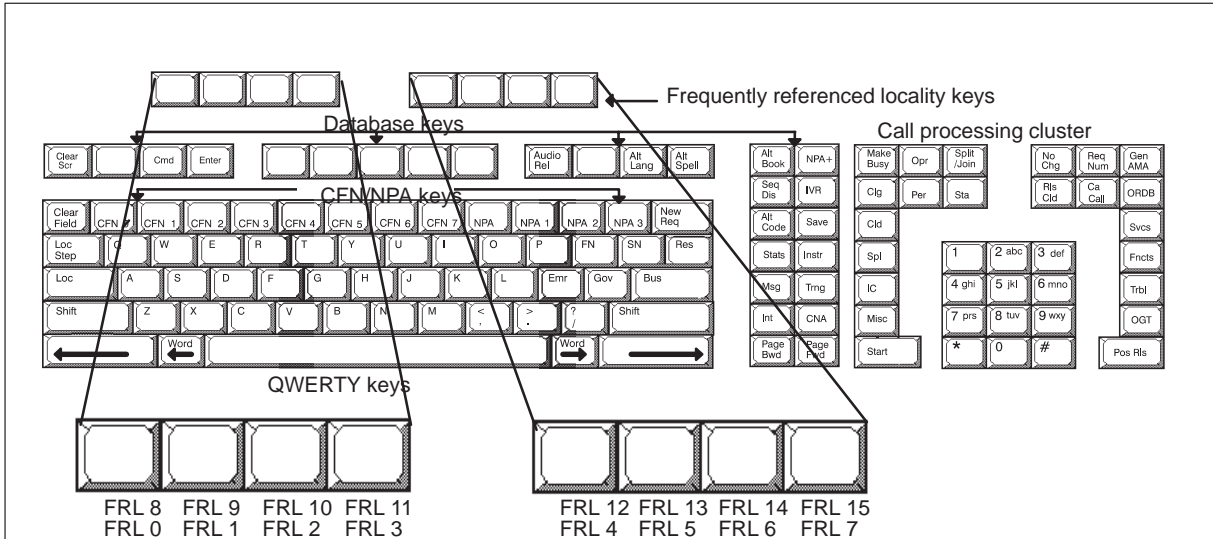 Frequently referenced locality keys
Database keys
Call processing cluster
Clear Scr
Cmd
Enter
Audio Rel
Alt Lang
Alt Spell
Alt Book
NPA+
Make Busy
Opr
Split /Join
No Chg
Req Num
Gen AMA
CFN/NPA keys
Seq Dis
IVR
Clg
Per
Sta
Rls Cld
Ca Call
ORDB
Clear Field
CFN
CFN 1
CFN 2
CFN 3
CFN 4
CFN 5
CFN 6
CFN 7
NPA
NPA 1
NPA 2
NPA 3
New Req
Alt Code
Save
Cld
Svcs
Loc Step
Q
W
E
R
T
Y
U
I
O
P
FN
SN
Res
Stats
Instr
Spl
1
2 abc
3 def
Fncts
Loc
A
S
D
F
G
H
J
K
L
Emr
Gov
Bus
Msg
Trng
IC
4 ghi
5 jkl
6 mno
Trbl
Shift
Z
X
C
V
B
N
M
< ,
> .
? /
Shift
Int
CNA
Misc
7 prs
8 tuv
9 wxy
OGT
Word
Word
Page Bwd
Page Fwd
Start
*
0
#
Pos Rls
QWERTY keys
FRL 8 FRL 9 FRL 10 FRL 11
FRL 0 FRL 1 FRL 2 FRL 3
FRL 12 FRL 13 FRL 14 FRL 15
FRL 4 FRL 5 FRL 6 FRL 7